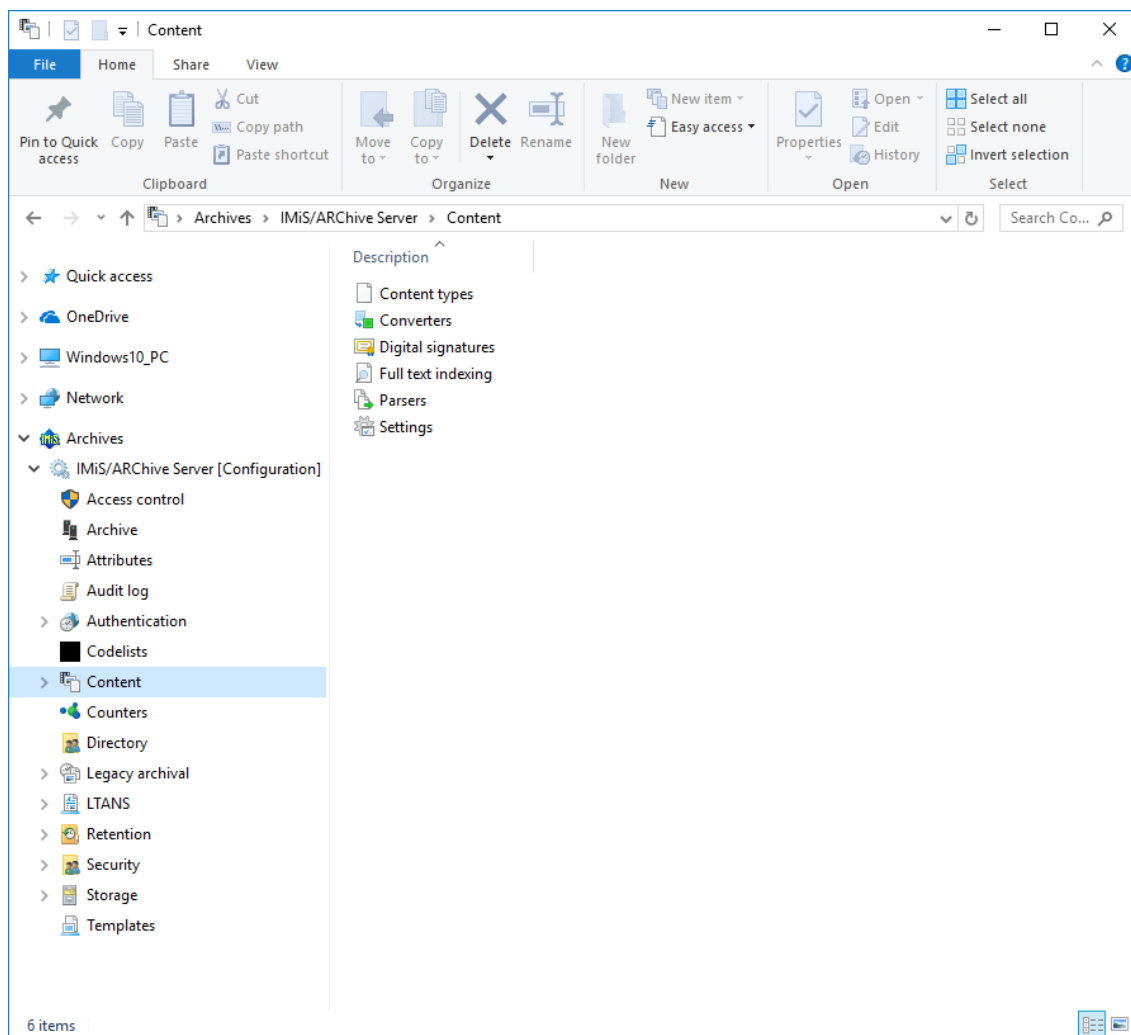 Content
File Home Share View
Pin to Quick access
Copy
Paste
Cut
Copy path
Paste shortcut
Clipboard
Move to
Copy to
Delete
Rename
Organize
New folder
New item
Easy access
New
Properties
Open
Edit
History
Open
Select all
Select none
Invert selection
Select
Archives IMiS/ARChive Server Content
Search Co...
Quick access
OneDrive
Windows10_PC
Network
Archives
IMiS/ARChive Server [Configuration]
Access control
Archive
Attributes
Audit log
Authentication
Codelists
Content
Counters
Directory
Legacy archival
LTANS
Retention
Security
Storage
Templates
Description
Content types
Converters
Digital signatures
Full text indexing
Parsers
Settings
6 items